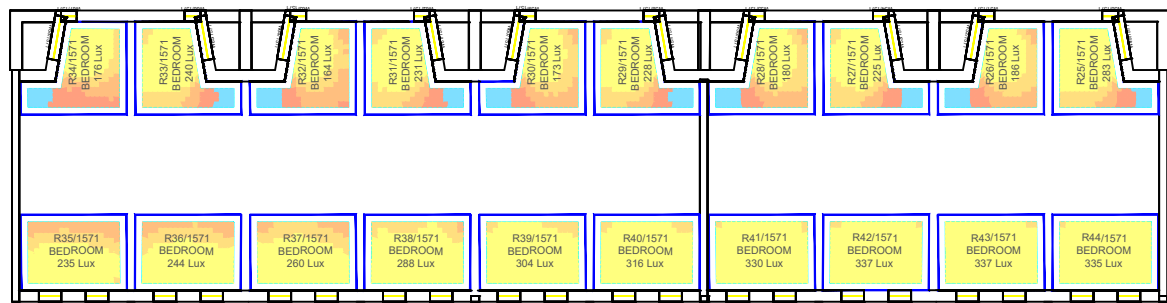 R34/1571
BEDROOM
176 Lux
R33/1571
BEDROOM
240 Lux
R32/1571
BEDROOM
164 Lux
R31/1571
BEDROOM
231 Lux
R30/1571
BEDROOM
173 Lux
R29/1571
BEDROOM
228 Lux
R28/1571
BEDROOM
180 Lux
R27/1571
BEDROOM
225 Lux
R26/1571
BEDROOM
186 Lux
R25/1571
BEDROOM
283 Lux
R35/1571
BEDROOM
235 Lux
R36/1571
BEDROOM
244 Lux
R37/1571
BEDROOM
260 Lux
R38/1571
BEDROOM
288 Lux
R39/1571
BEDROOM
304 Lux
R40/1571
BEDROOM
316 Lux
R41/1571
BEDROOM
330 Lux
R42/1571
BEDROOM
337 Lux
R43/1571
BEDROOM
337 Lux
R44/1571
BEDROOM
335 Lux